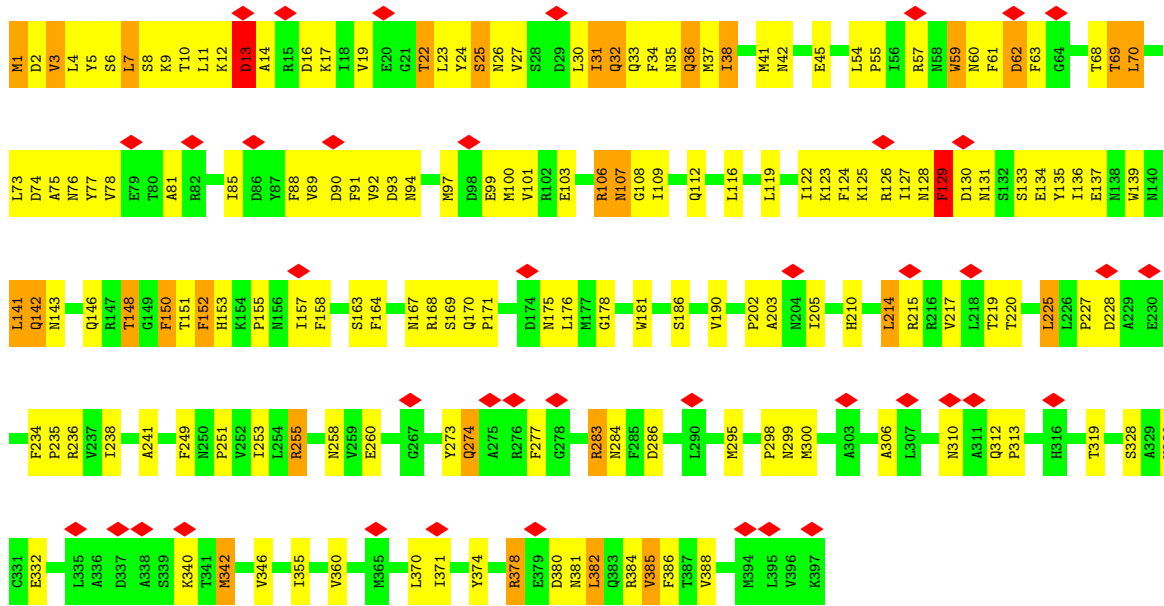 M1 D2 V3 L4 Y5 S6 L7 S8 K9 T10 L11 K12 D13 A14 R15 D16 K17 I18 V19 E20 G21 T22 L23 Y24 S25 N26 V27 S28 D29 L30 I31 Q32 Q33 F34 N35 Q36 M37 I38 M41 N42 E45 L54 P55 I56 R57 N58 W59 N60 F61 D62 F63 G64 T68 T69 L70
L73 D74 A75 N76 Y77 V78 E79 T80 A81 R82 I85 D86 Y87 F88 V89 D90 F91 V92 D93 N94 M97 D98 E99 M100 V101 R102 E103 R106 N107 G108 I109 Q112 L116 L119 I122 K123 F124 K125 R126 I127 N128 F129 D130 N131 S132 S133 E134 Y135 I136 E137 N138 W139 N140
L141 Q142 N143 Q146 R147 T148 G149 F150 T151 F152 H153 K154 P155 N156 I157 F158 S163 F164 N167 R168 S169 Q170 P171 D174 N175 L176 M177 G178 W181 S186 V190 P202 A203 N204 I205 H210 L214 R215 R216 V217 L218 T219 T220 L225 L226 P227 D228 A229 E230
F234 P235 R236 V237 I238 A241 F249 N250 P251 V252 I253 L254 R255 N258 V259 E260 G267 Y273 Q274 A275 R276 F277 G278 R283 N284 F285 D286 L290 M295 P298 N299 M300 A303 A306 L307 N310 A311 Q312 P313 H316 T319 S328 A329
C331 E332 L335 A336 D337 A338 S339 K340 T341 M342 V346 I355 V360 M365 L370 I371 Y374 R378 E379 D380 N381 L382 Q383 R384 V385 F386 T387 V388 M394 L395 V396 K397